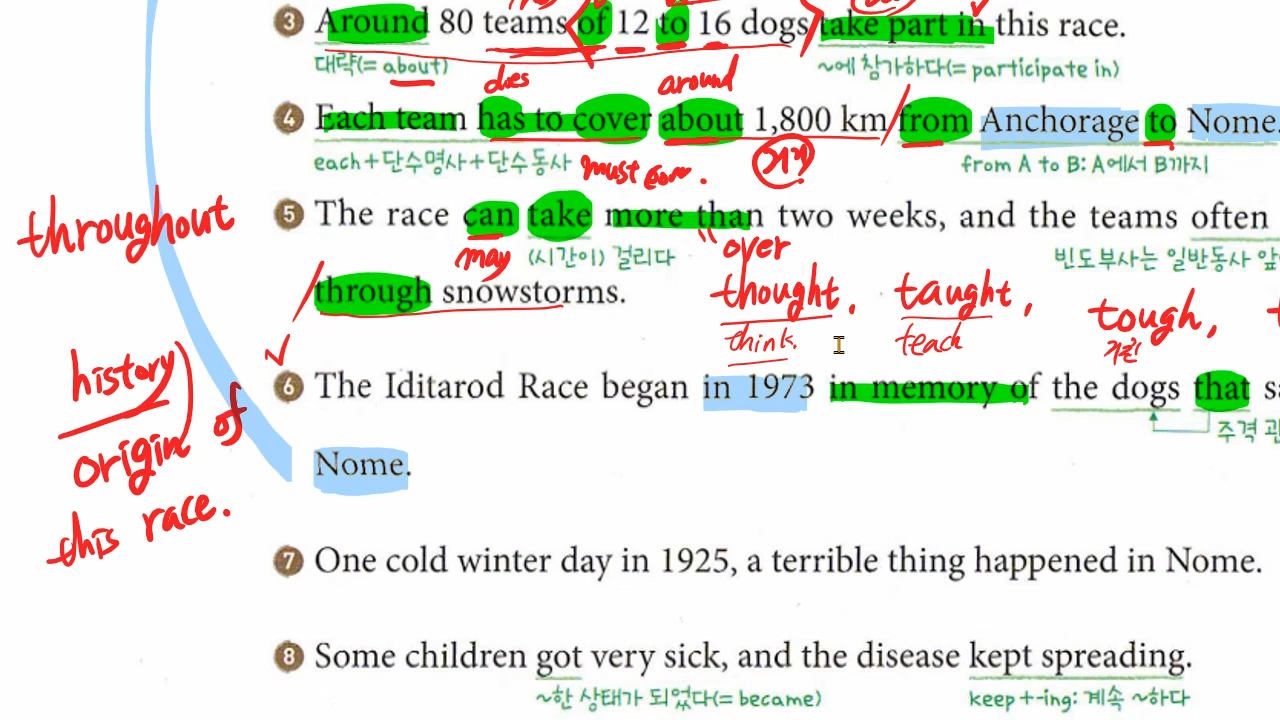 3 Around 80 teams of 12 to 16 dogs take part in this race.
대략(= about) ~에 참가하다(= participate in)
does around
4 Each team has to cover about 1,800 km from Anchorage to Nome.
each+단수명사+단수동사 must 거리 from A to B: A에서 B까지
throughout
5 The race can take more than two weeks, and the teams often
may (시간이) 걸리다 over 빈도부사는 일반동사 앞
through snowstorms.
thought, taught, tough,
think. teach 거친
history
6 The Iditarod Race began in 1973 in memory of the dogs that
주격 관
origin of
Nome.
this race.
7 One cold winter day in 1925, a terrible thing happened in Nome.
8 Some children got very sick, and the disease kept spreading.
~한 상태가 되었다(= became) keep+-ing: 계속 ~하다